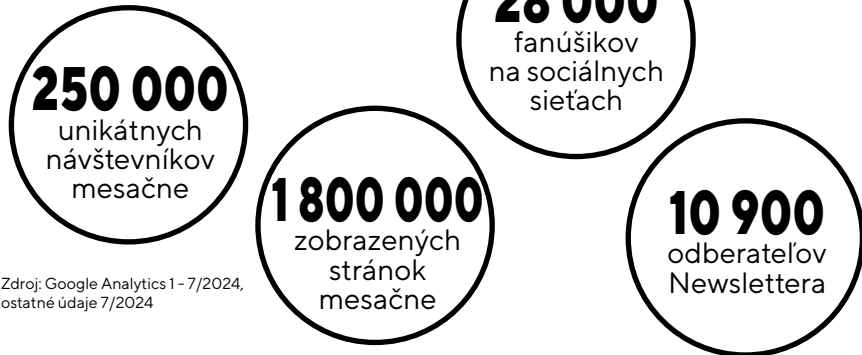 250 000
unikátnych
návštevníkov
mesačne
000
fanúšikov
na sociálnych
sieťach
1 800 000
zobrazených
stránok
mesačne
10 900
odberateľov
Newslettera
Zdroj: Google Analytics 1 - 7/2024,
ostatné údaje 7/2024